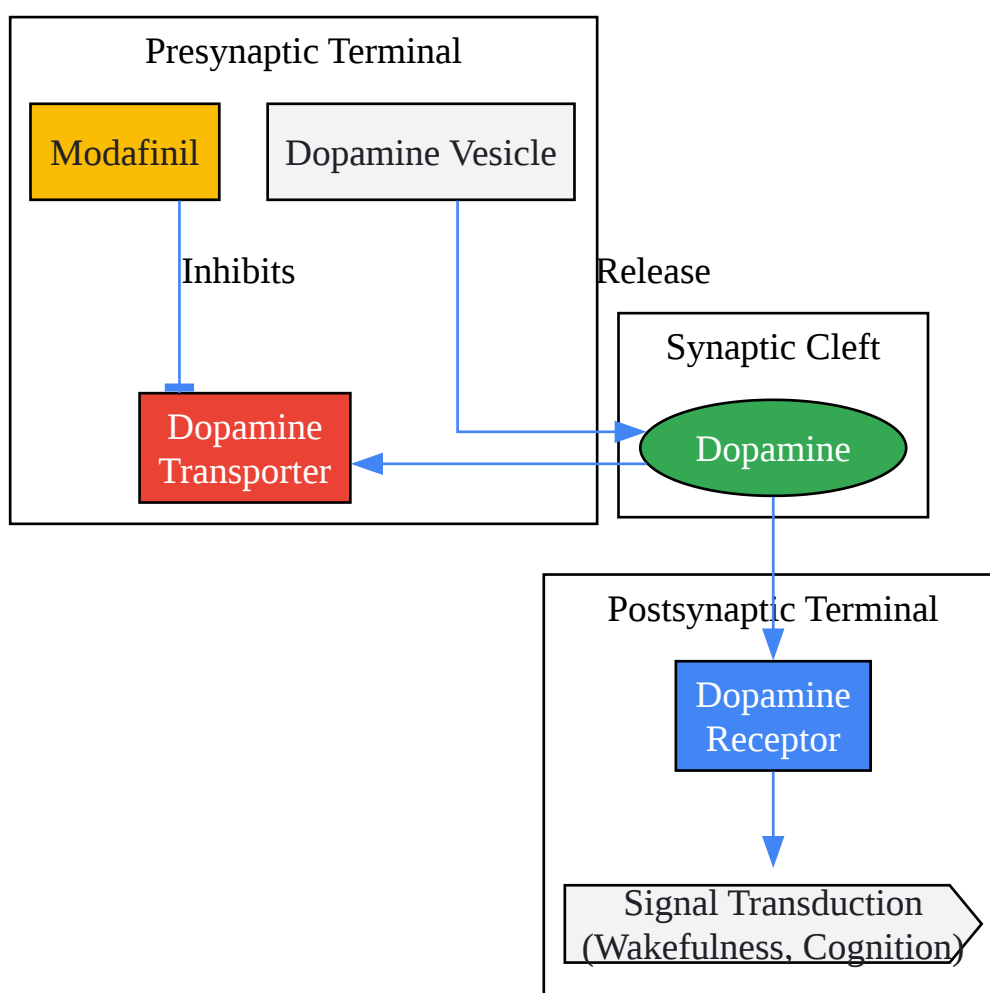 Presynaptic Terminal
Modafinil
Dopamine Vesicle
Inhibits
Release
Synaptic Cleft
Dopamine
Transporter
Dopamine
Postsynaptic Terminal
Dopamine
Receptor
Signal Transduction
(Wakefulness, Cognition)